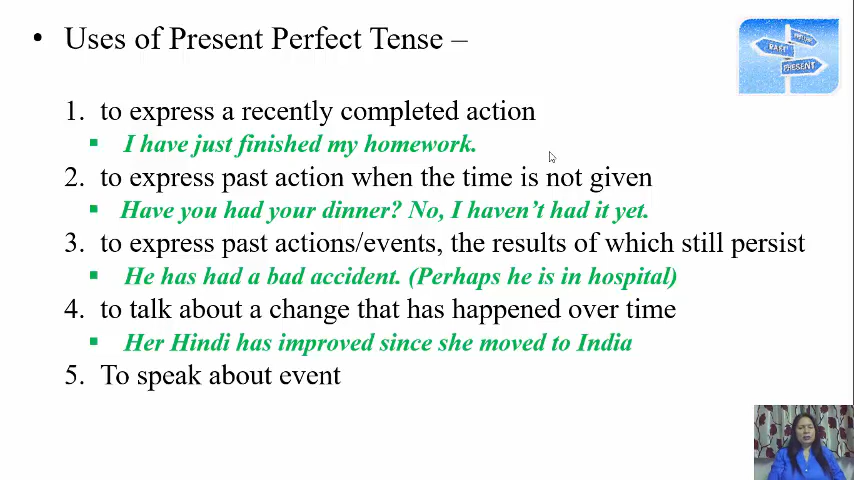 • Uses of Present Perfect Tense –
1. to express a recently completed action
▪ I have just finished my homework.
2. to express past action when the time is not given
▪ Have you had your dinner? No, I haven’t had it yet.
3. to express past actions/events, the results of which still persist
▪ He has had a bad accident. (Perhaps he is in hospital)
4. to talk about a change that has happened over time
▪ Her Hindi has improved since she moved to India
5. To speak about event
PAST
PRESENT